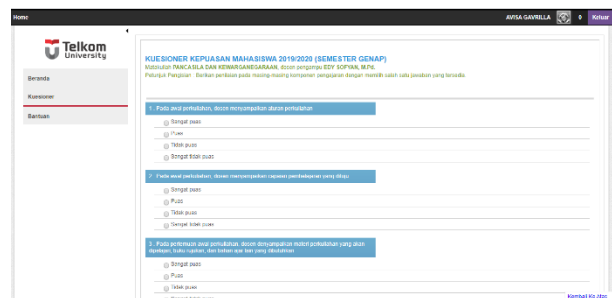 Home
AVISA GAVRILLA
Keluar
Telkom
University
Beranda
Kuesioner
Bantuan
KUESIONER KEPUASAN MAHASISWA 2019/2020 (SEMESTER GENAP)
Matakuliah PANCASILA DAN KEWARGANEGARAAN, dosen pengampu EDY SOFYAN, M.Pd.
Petunjuk Pengisian : Berikan penilaian pada masing-masing komponen pengajaran dengan memilih salah satu jawaban yang tersedia
1 . Pada awal perkuliahan, dosen menyampaikan aturan perkuliahan
Sangat puas
Puas
Tidak puas
Sangat tidak puas
2 . Pada awal perkuliahan, dosen menyampaikan capaian pembelajaran yang dituju
Sangat puas
Puas
Tidak puas
Sangat tidak puas
3 . Pada pertemuan awal perkuliahan, dosen menyampaikan materi perkuliahan yang akan
dipelajari, buku rujukan, dan bahan ajar lain yang dibutuhkan
Sangat puas
Puas
Tidak puas
Sangat tidak puas
Kembali Ke Atas